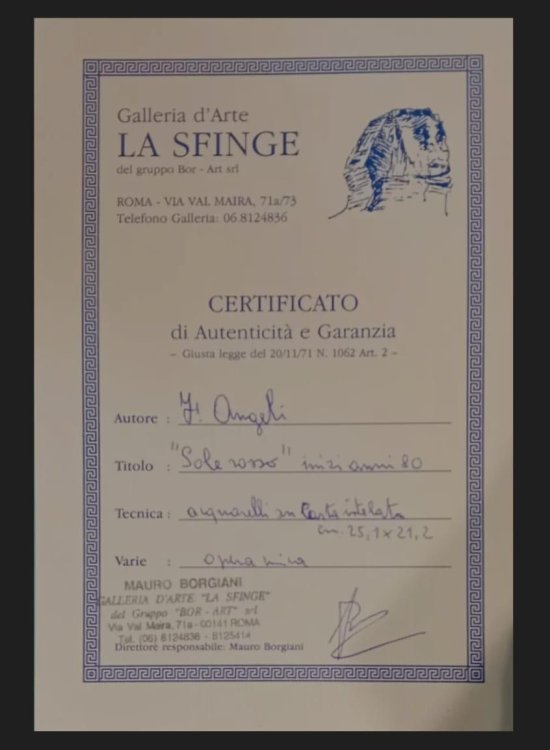 Galleria d'Arte
LA SFINGE
del gruppo Bor - Art srl
ROMA - VIA VAL MAIRA, 71a/73
Telefono Galleria: 06.8124836
CERTIFICATO
di Autenticità e Garanzia
– Giusta legge del 20/11/71 N. 1062 Art. 2 –
Autore : F. Angeli
Titolo : "Sole rosso" inizi anni 80
Tecnica : acquarelli su Carta intelata
cm. 25,1 x 21,2
Varie : opera unica
MAURO BORGIANI
GALLERIA D'ARTE "LA SFINGE"
del Gruppo "BOR - ART" srl
Via Val Maira, 71a - 00141 ROMA
Tel. (06) 8124836 - 8125414
Direttore responsabile: Mauro Borgiani